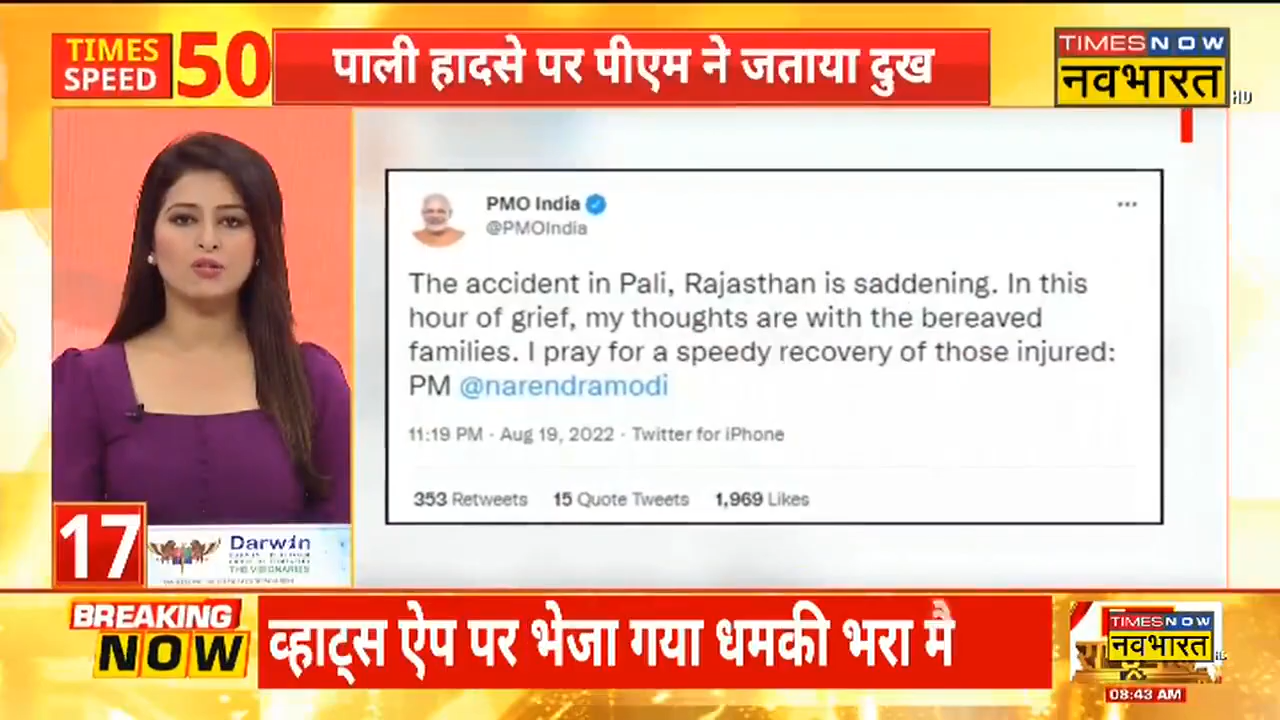 TIMES
SPEED
50
पाली हादसे पर पीएम ने जताया दुख
TIMES NOW
नवभारत
HD
PMO India
@PMOIndia
The accident in Pali, Rajasthan is saddening. In this
hour of grief, my thoughts are with the bereaved
families. I pray for a speedy recovery of those injured:
PM @narendramodi
11:19 PM · Aug 19, 2022 · Twitter for iPhone
353 Retweets 15 Quote Tweets 1,969 Likes
17
Darwin
THE VISIONARIES
BREAKING
NOW
व्हाट्स ऐप पर भेजा गया धमकी भरा मै
TIMES NOW
नवभारत
08:43 AM